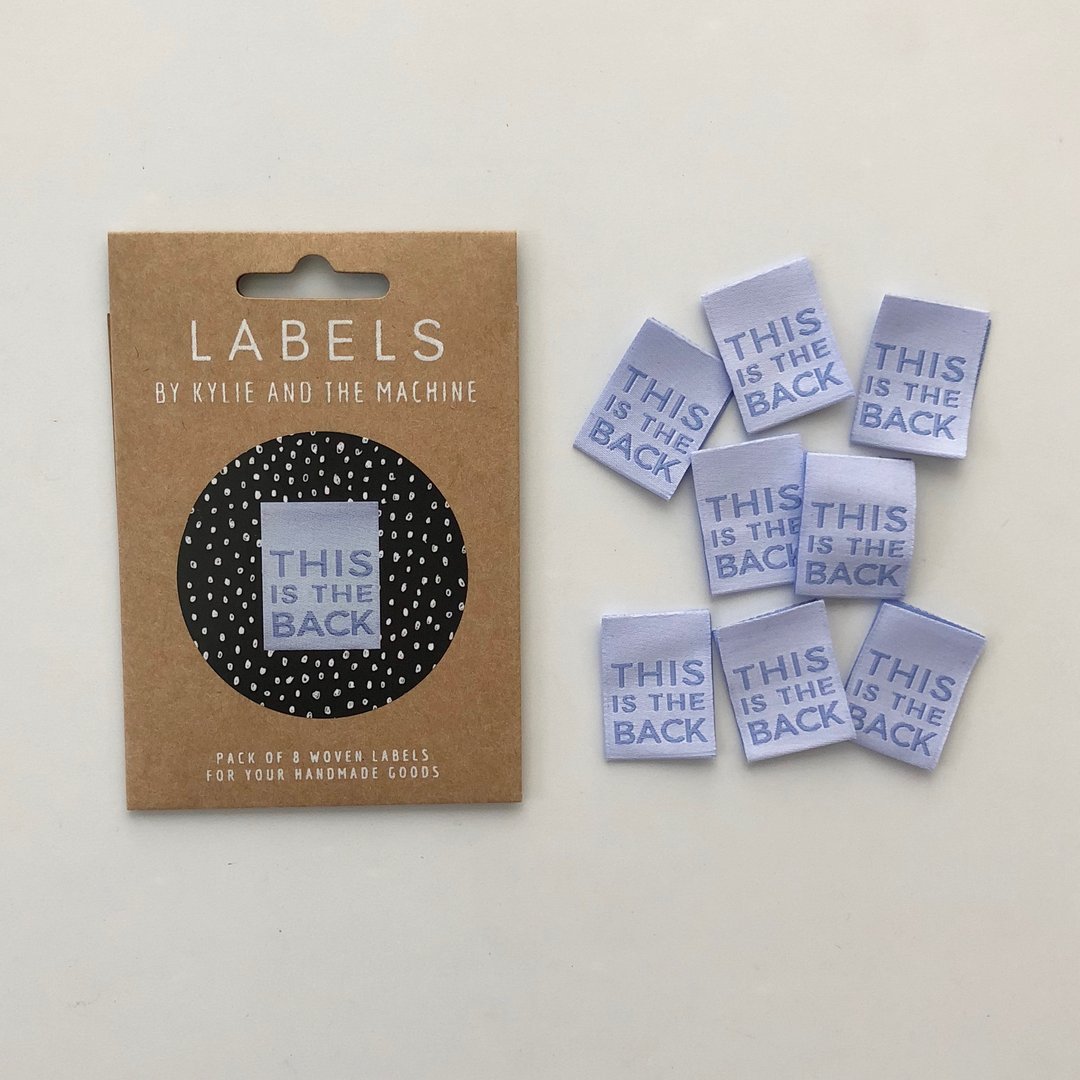 LABELS
BY KYLIE AND THE MACHINE
THIS
IS THE
BACK
PACK OF 8 WOVEN LABELS
FOR YOUR HANDMADE GOODS
THIS
IS THE
BACK
THIS
IS THE
BACK
THIS
IS THE
BACK
THIS
IS THE
BACK
THIS
IS THE
BACK
THIS
IS THE
BACK
THIS
IS THE
BACK
THIS
IS THE
BACK